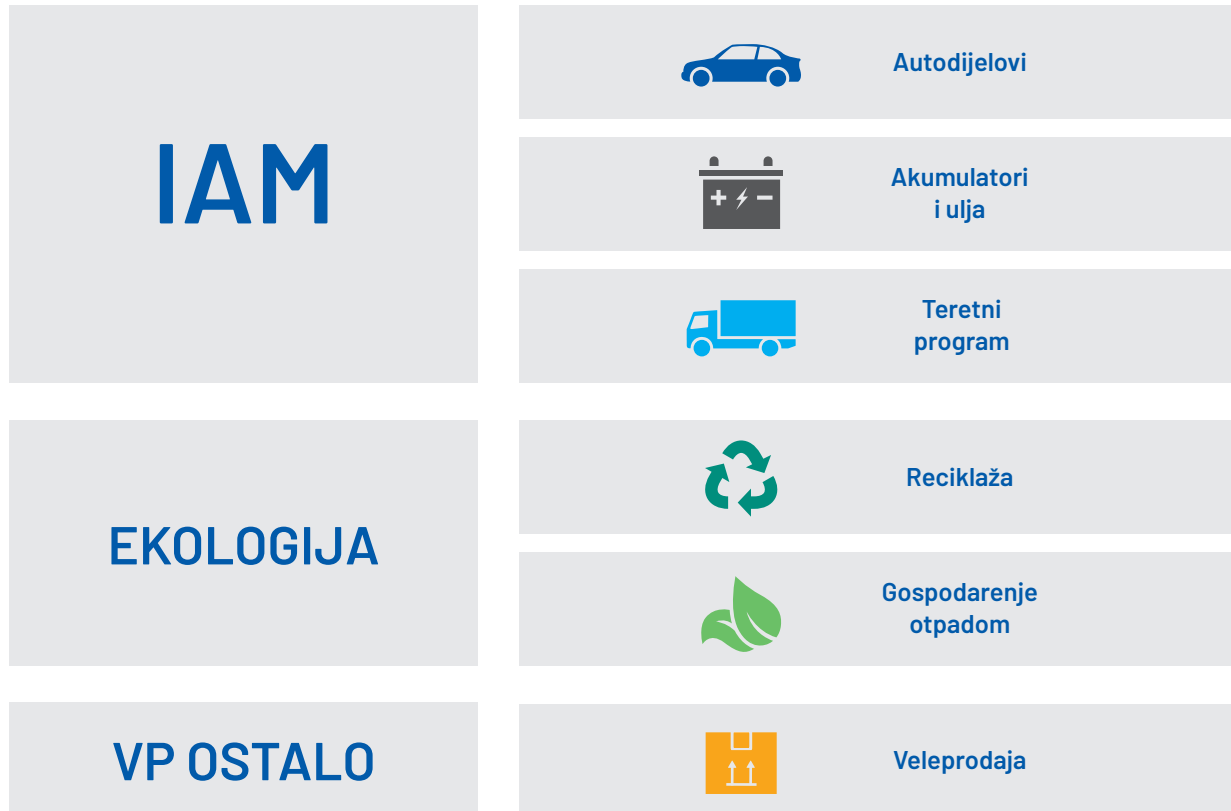 IAM
Autodijelovi
Akumulatori
i ulja
Teretni
program
EKOLOGIJA
Reciklaža
Gospodarenje
otpadom
VP OSTALO
Veleprodaja